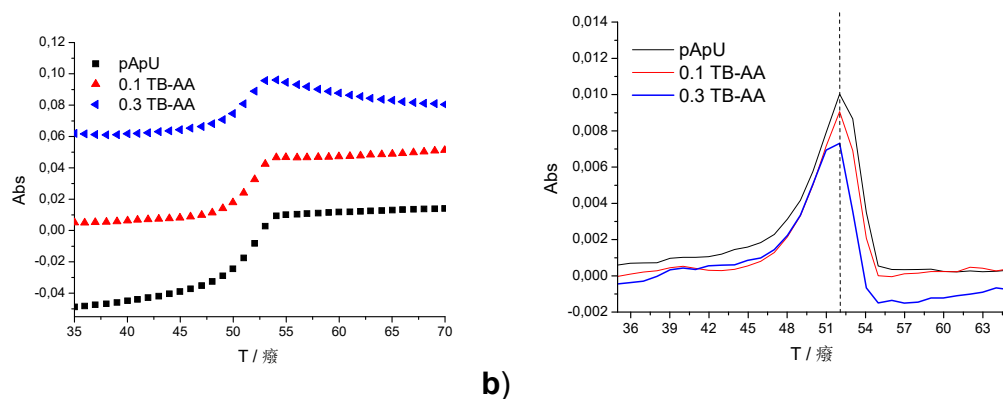 0,12
0,10
0,08
0,06
0,04
0,02
0,00
-0,02
-0,04
Abs
pApU
0.1 TB-AA
0.3 TB-AA
35 40 45 50 55 60 65 70
T / 癈
0,014
0,012
0,010
0,008
0,006
0,004
0,002
0,000
-0,002
Abs
pApU
0.1 TB-AA
0.3 TB-AA
36 39 42 45 48 51 54 57 60 63
T / 癈
b)